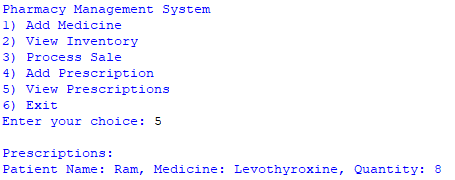 Pharmacy Management System
1) Add Medicine
2) View Inventory
3) Process Sale
4) Add Prescription
5) View Prescriptions
6) Exit
Enter your choice: 5
Prescriptions:
Patient Name: Ram, Medicine: Levothyroxine, Quantity: 8